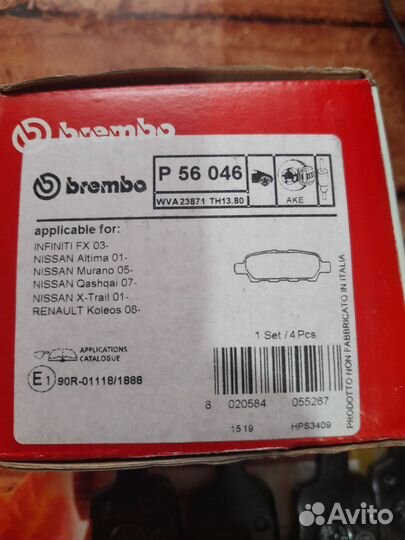 brembo
brembo
P 56 046
WVA 23871 TH13.80
AKE
applicable for:
INFINITI FX 03-
NISSAN Altima 01-
NISSAN Murano 05-
NISSAN Qashqai 07-
NISSAN X-Trail 01-
RENAULT Koleos 08-
1 Set / 4 Pcs
APPLICATIONS
CATALOGUE
E1 90R-01118/1886
8 020584 055267
1519 HPS3409
PRODOTTO NON FABBRICATO IN ITALIA
Avito